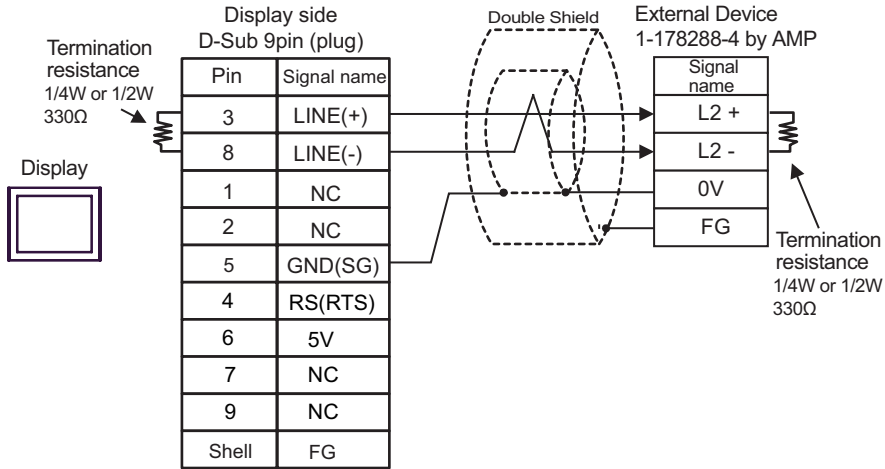 Display side
D-Sub 9pin (plug)
Double Shield
External Device
1-178288-4 by AMP
Termination
resistance
1/4W or 1/2W
330Ω
Display
Pin Signal name
3 LINE(+)
8 LINE(-)
1 NC
2 NC
5 GND(SG)
4 RS(RTS)
6 5V
7 NC
9 NC
Shell FG
Signal
name
L2 +
L2 -
0V
FG
Termination
resistance
1/4W or 1/2W
330Ω